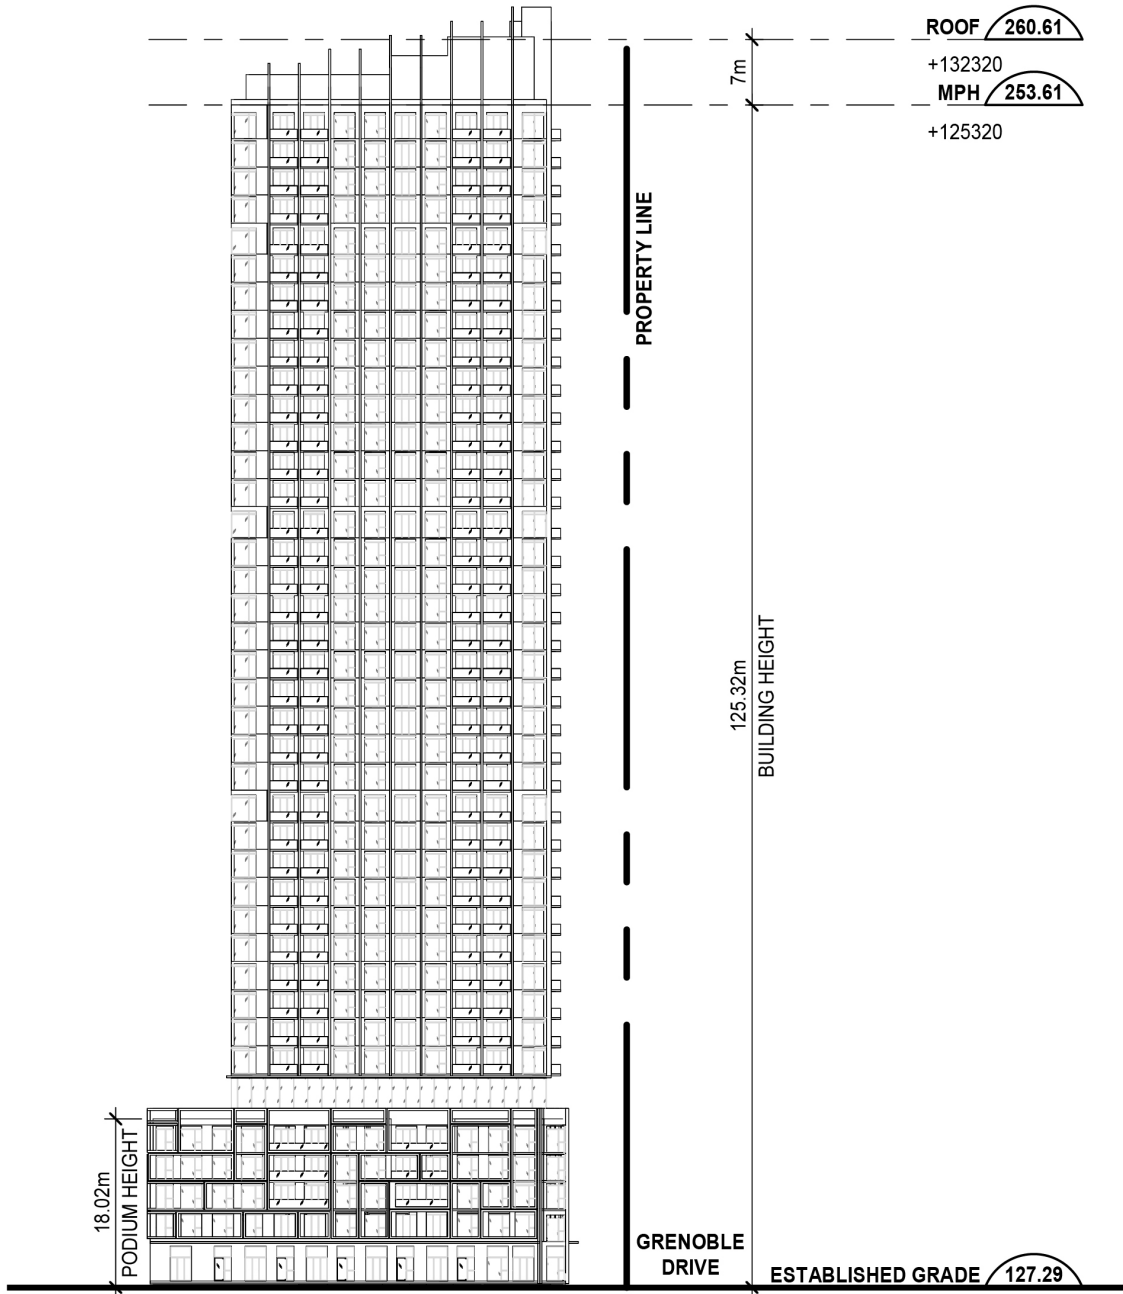 ROOF 260.61
+132320
7m
MPH 253.61
+125320
PROPERTY LINE
125.32m
BUILDING HEIGHT
18.02m
PODIUM HEIGHT
GRENOBLE
DRIVE
ESTABLISHED GRADE 127.29